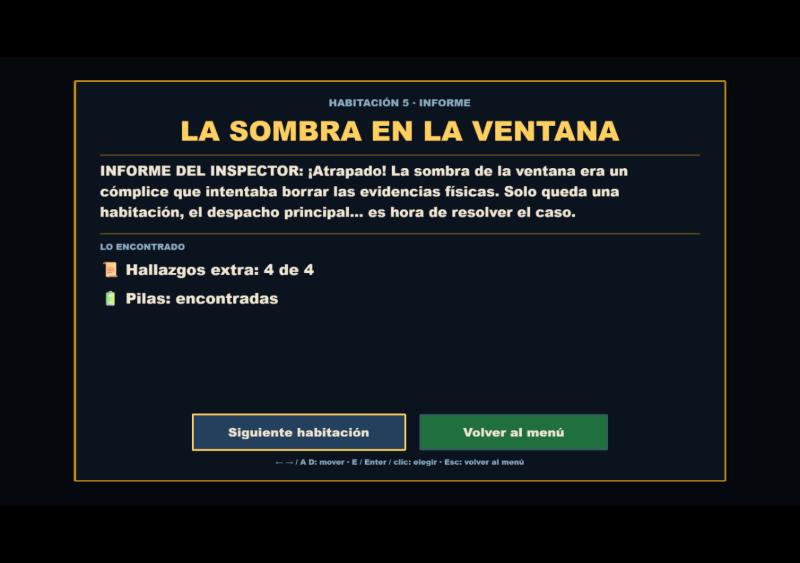 HABITACIÓN 5 · INFORME
LA SOMBRA EN LA VENTANA
INFORME DEL INSPECTOR: ¡Atrapado! La sombra de la ventana era un
cómplice que intentaba borrar las evidencias físicas. Solo queda una
habitación, el despacho principal... es hora de resolver el caso.
LO ENCONTRADO
Hallazgos extra: 4 de 4
Pilas: encontradas
Siguiente habitación
Volver al menú
← → / A D: mover · E / Enter / clic: elegir · Esc: volver al menú